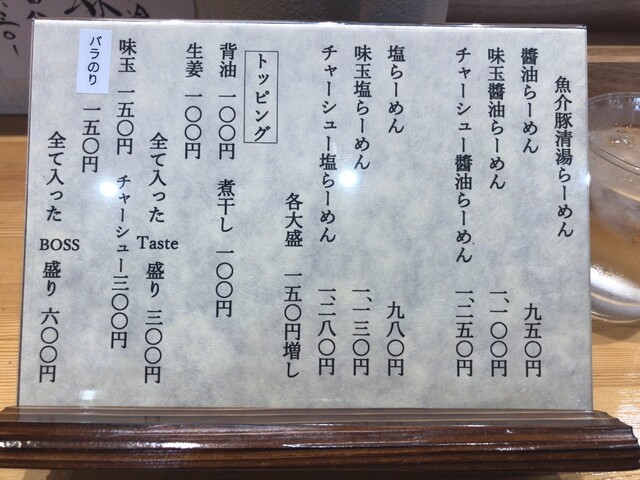 魚介豚清湯らーめん
醬油らーめん 九五〇円
味玉醬油らーめん 一、一〇〇円
チャーシュー醬油らーめん 一、二五〇円
塩らーめん 九八〇円
味玉塩らーめん 一、一三〇円
チャーシュー塩らーめん 一、二八〇円
各大盛 一五〇円増し
トッピング
背油 一〇〇円 煮干し 一〇〇円
生姜 一〇〇円
全て入った Taste 盛り 三〇〇円
味玉 一五〇円 チャーシュー 三〇〇円
バラのり 一五〇円
全て入った BOSS 盛り 六〇〇円